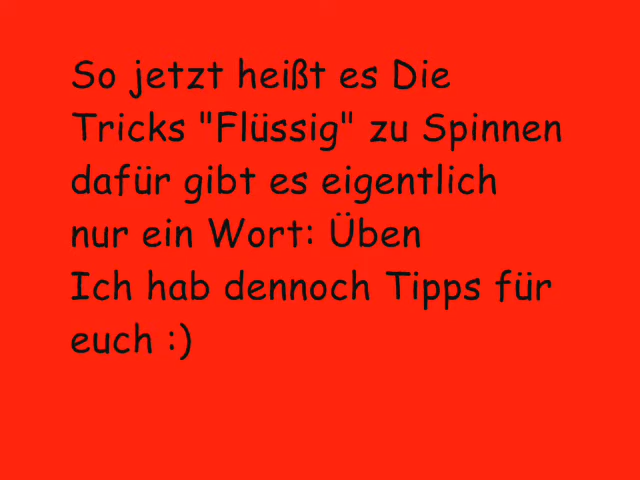 So jetzt heißt es Die
Tricks "Flüssig" zu Spinnen
dafür gibt es eigentlich
nur ein Wort: Üben
Ich hab dennoch Tipps für
euch :)